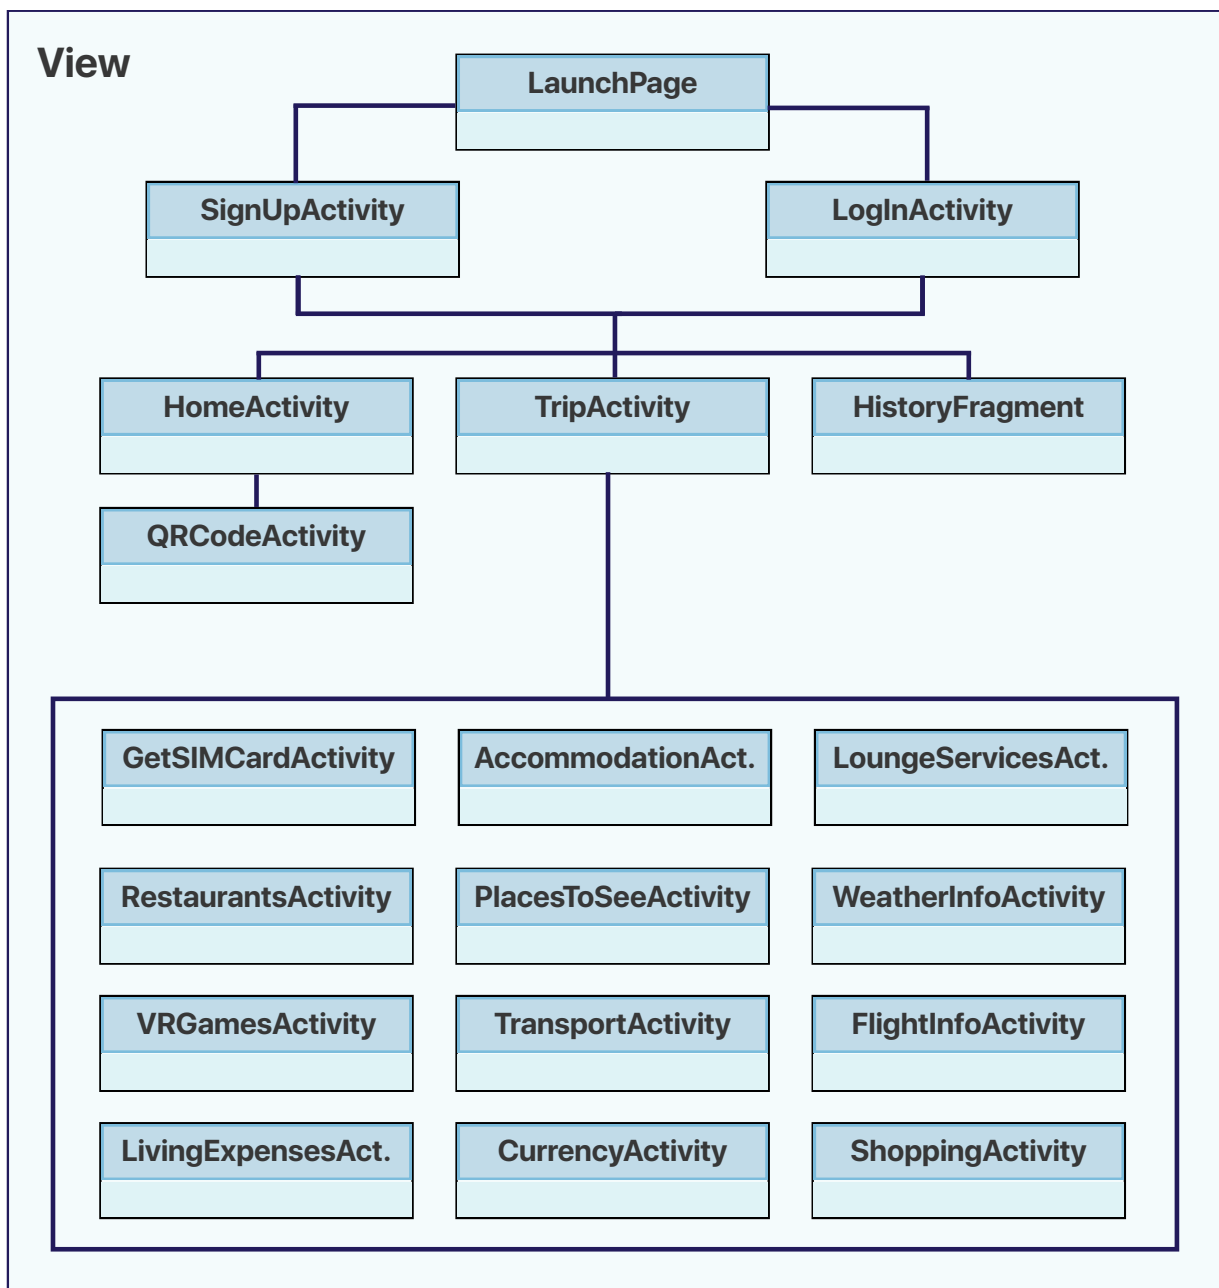 View
LaunchPage
SignUpActivity
LogInActivity
HomeActivity
TripActivity
HistoryFragment
QRCodeActivity
GetSIMCardActivity
AccommodationAct.
LoungeServicesAct.
RestaurantsActivity
PlacesToSeeActivity
WeatherInfoActivity
VRGamesActivity
TransportActivity
FlightInfoActivity
LivingExpensesAct.
CurrencyActivity
ShoppingActivity